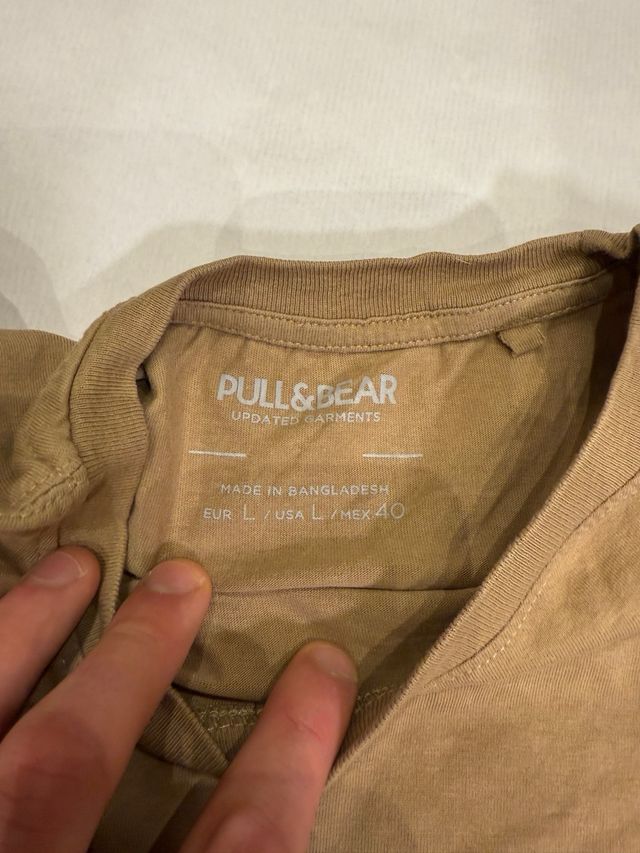 PULL&BEAR
UPDATED GARMENTS
MADE IN BANGLADESH
EUR L / USA L / MEX 40